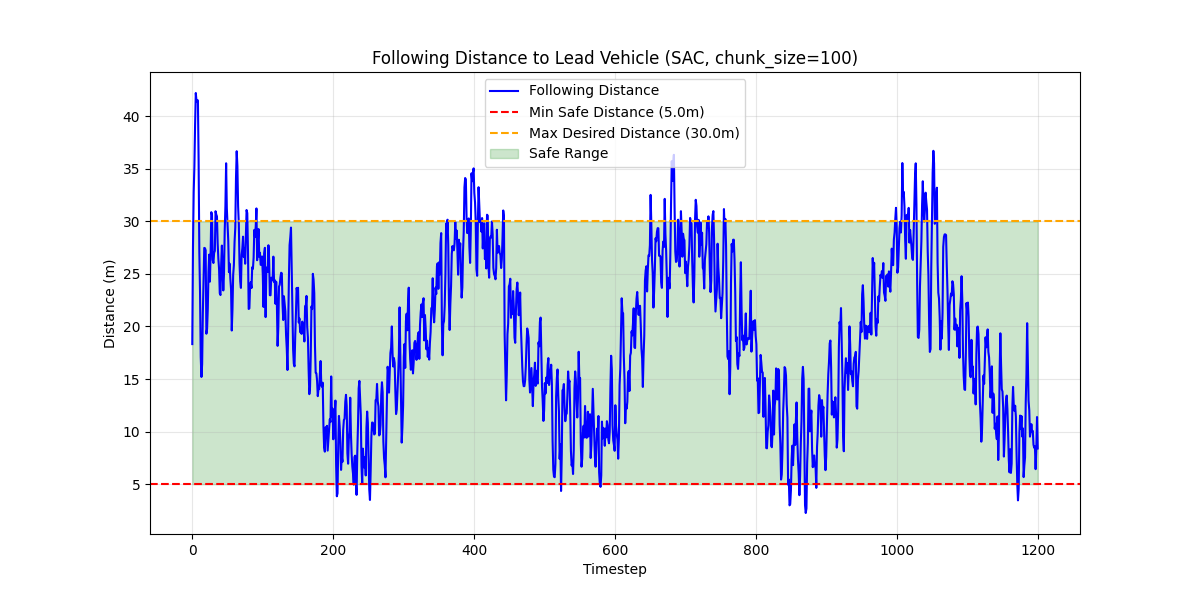 Following Distance to Lead Vehicle (SAC, chunk_size=100)
Following Distance
Min Safe Distance (5.0m)
Max Desired Distance (30.0m)
Safe Range
Distance (m)
40
35
30
25
20
15
10
5
0
200
400
600
800
1000
1200
Timestep